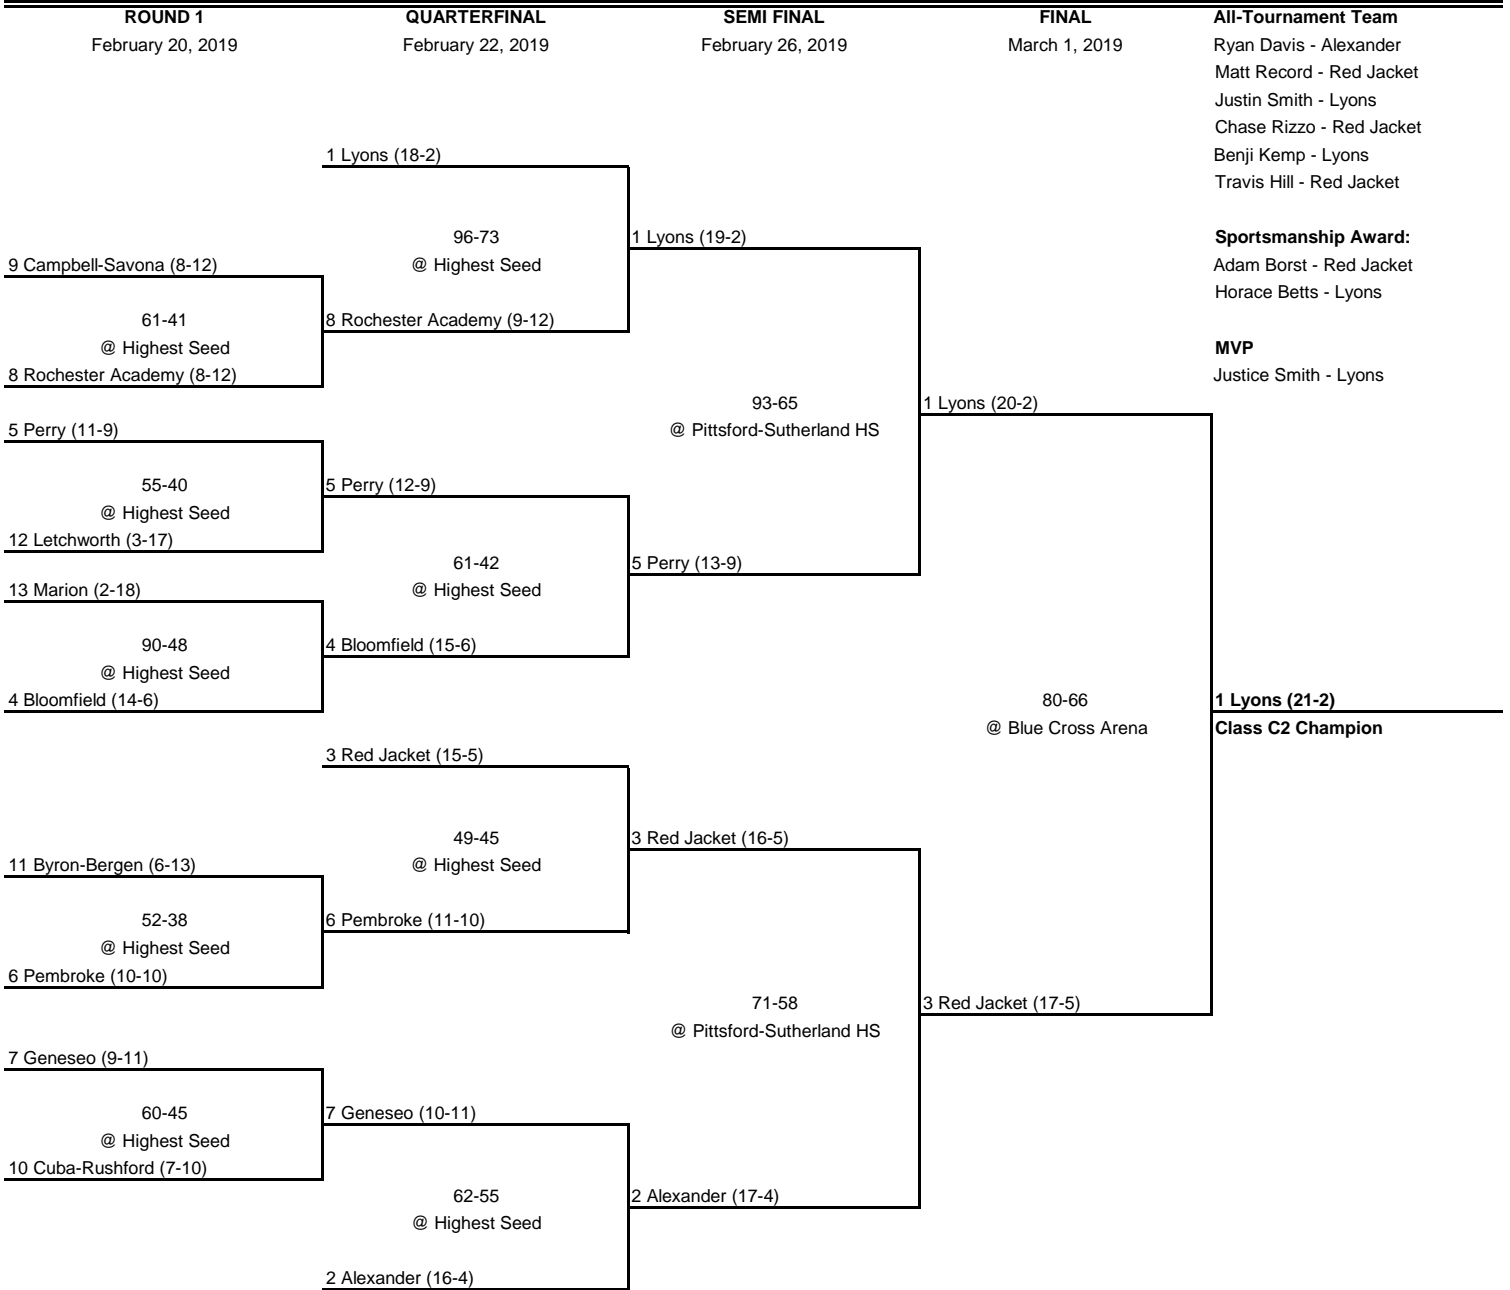 ROUND 1
February 20, 2019
9 Campbell-Savona (8-12)
61-41
@ Highest Seed
8 Rochester Academy (8-12)
5 Perry (11-9)
55-40
@ Highest Seed
12 Letchworth (3-17)
13 Marion (2-18)
90-48
@ Highest Seed
4 Bloomfield (14-6)
11 Byron-Bergen (6-13)
52-38
@ Highest Seed
6 Pembroke (10-10)
7 Geneseo (9-11)
60-45
@ Highest Seed
10 Cuba-Rushford (7-10)
QUARTERFINAL
February 22, 2019
1 Lyons (18-2)
96-73
@ Highest Seed
8 Rochester Academy (9-12)
5 Perry (12-9)
61-42
@ Highest Seed
4 Bloomfield (15-6)
3 Red Jacket (15-5)
49-45
@ Highest Seed
6 Pembroke (11-10)
7 Geneseo (10-11)
62-55
@ Highest Seed
2 Alexander (16-4)
SEMI FINAL
February 26, 2019
1 Lyons (19-2)
93-65
@ Pittsford-Sutherland HS
5 Perry (13-9)
3 Red Jacket (16-5)
71-58
@ Pittsford-Sutherland HS
2 Alexander (17-4)
FINAL
March 1, 2019
1 Lyons (20-2)
80-66
@ Blue Cross Arena
3 Red Jacket (17-5)
All-Tournament Team
Ryan Davis - Alexander
Matt Record - Red Jacket
Justin Smith - Lyons
Chase Rizzo - Red Jacket
Benji Kemp - Lyons
Travis Hill - Red Jacket
Sportsmanship Award:
Adam Borst - Red Jacket
Horace Betts - Lyons
MVP
Justice Smith - Lyons
1 Lyons (21-2)
Class C2 Champion